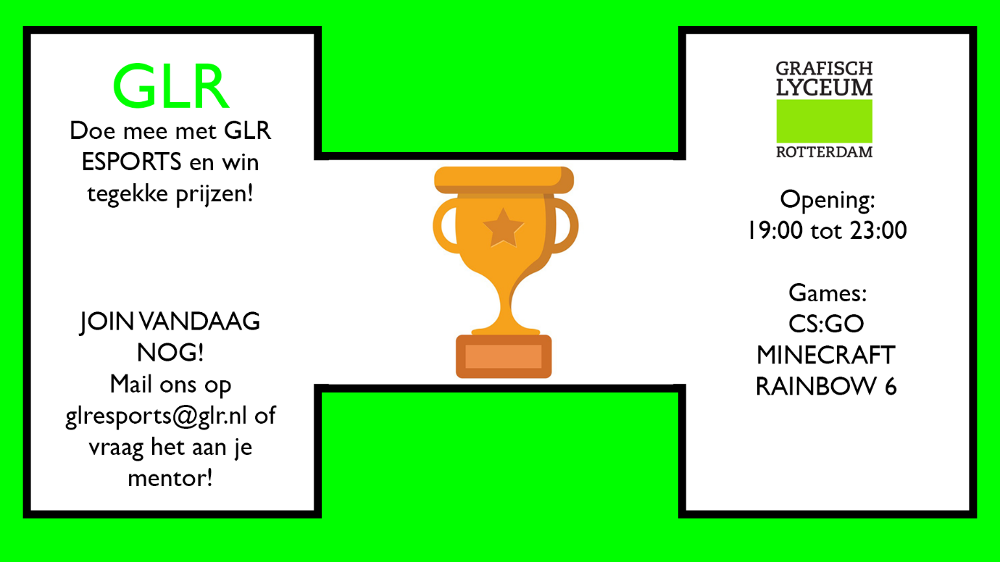 GLR
Doe mee met GLR
ESPORTS en win
tegekke prijzen!
JOIN VANDAAG
NOG!
Mail ons op
glresports@glr.nl of
vraag het aan je
mentor!
GRAFISCH
LYCEUM
ROTTERDAM
Opening:
19:00 tot 23:00
Games:
CS:GO
MINECRAFT
RAINBOW 6